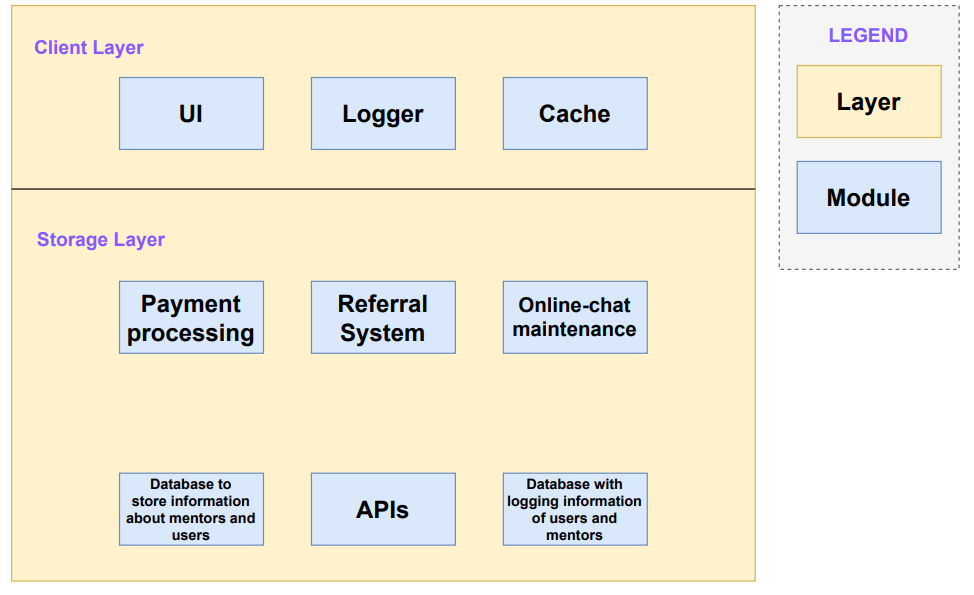 Client Layer
UI
Logger
Cache
Storage Layer
Payment
processing
Referral
System
Online-chat
maintenance
Database to
store information
about mentors and
users
APIs
Database with
logging information
of users and
mentors
LEGEND
Layer
Module